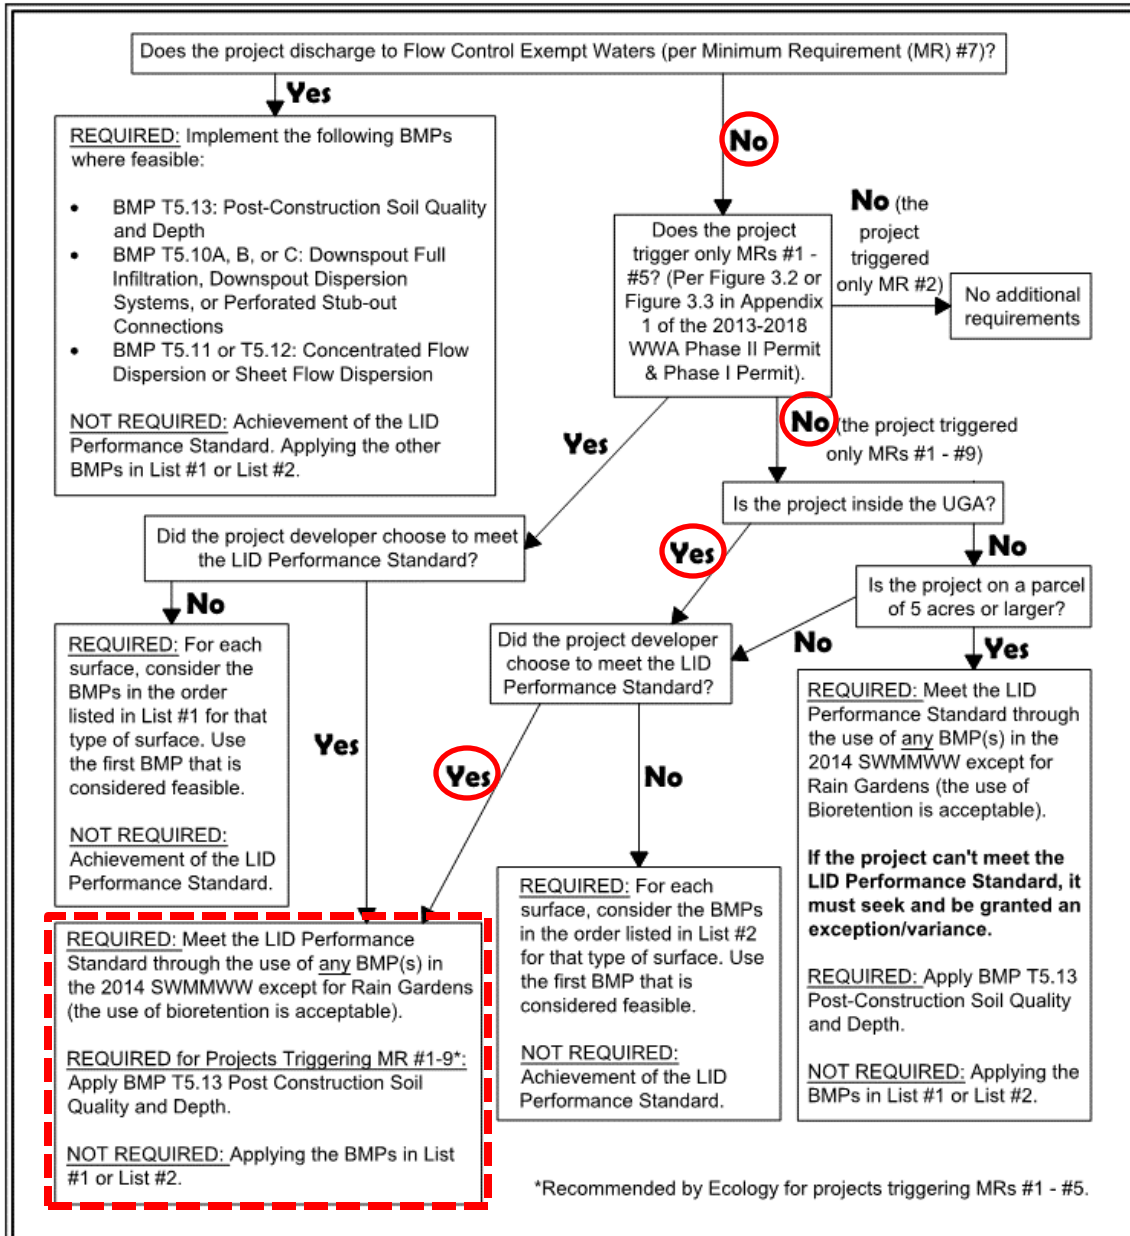 Does the project discharge to Flow Control Exempt Waters (per Minimum Requirement (MR) #7)?
Yes
No
REQUIRED: Implement the following BMPs
where feasible:
• BMP T5.13: Post-Construction Soil Quality
and Depth
• BMP T5.10A, B, or C: Downspout Full
Infiltration, Downspout Dispersion
Systems, or Perforated Stub-out
Connections
• BMP T5.11 or T5.12: Concentrated Flow
Dispersion or Sheet Flow Dispersion
NOT REQUIRED: Achievement of the LID
Performance Standard. Applying the other
BMPs in List #1 or List #2.
Does the project
trigger only MRs #1 -
#5? (Per Figure 3.2 or
Figure 3.3 in Appendix
1 of the 2013-2018
WWA Phase II Permit
& Phase I Permit).
No (the
project
triggered
only MR #2)
No additional
requirements
Yes
No (the project triggered
only MRs #1 - #9)
Is the project inside the UGA?
Did the project developer choose to meet
the LID Performance Standard?
Yes
No
Is the project on a parcel
of 5 acres or larger?
No
REQUIRED: For each
surface, consider the
BMPs in the order
listed in List #1 for that
type of surface. Use
the first BMP that is
considered feasible.
NOT REQUIRED:
Achievement of the LID
Performance Standard.
Yes
Did the project developer
choose to meet the LID
Performance Standard?
No
Yes
Yes
No
REQUIRED: Meet the LID
Performance Standard through
the use of any BMP(s) in the
2014 SWMMWW except for
Rain Gardens (the use of
Bioretention is acceptable).
If the project can't meet the
LID Performance Standard, it
must seek and be granted an
exception/variance.
REQUIRED: Apply BMP T5.13
Post-Construction Soil Quality
and Depth.
NOT REQUIRED: Applying the
BMPs in List #1 or List #2.
REQUIRED: For each
surface, consider the BMPs
in the order listed in List #2
for that type of surface. Use
the first BMP that is
considered feasible.
NOT REQUIRED:
Achievement of the LID
Performance Standard.
REQUIRED: Meet the LID Performance
Standard through the use of any BMP(s) in
the 2014 SWMMWW except for Rain Gardens
(the use of bioretention is acceptable).
REQUIRED for Projects Triggering MR #1-9*:
Apply BMP T5.13 Post Construction Soil
Quality and Depth.
NOT REQUIRED: Applying the BMPs in List
#1 or List #2.
*Recommended by Ecology for projects triggering MRs #1 - #5.